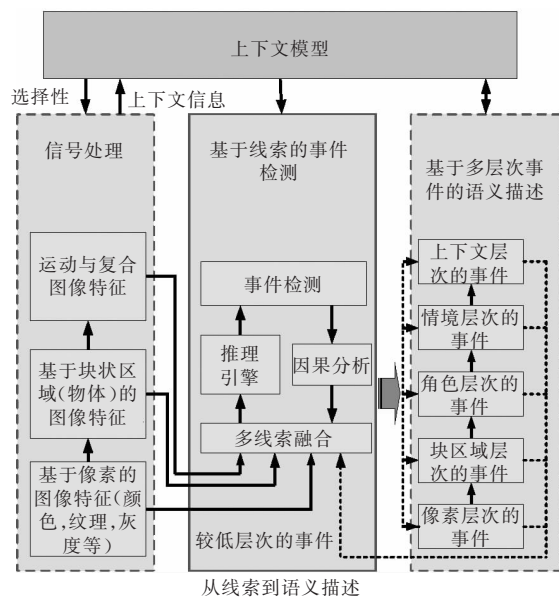 上下文模型
选择性
上下文信息
信号处理
运动与复合
图像特征
基于块状区
域(物体)的
图像特征
基于像素的
图像特征(颜
色,纹理,灰
度等)
基于线索的事件
检测
事件检测
推理
引擎
因果分析
多线索融合
较低层次的事件
基于多层次事
件的语义描述
上下文层
次的事件
情境层次的
事件
角色层次的
事件
块区域层
次的事件
像素层次的
事件
从线索到语义描述